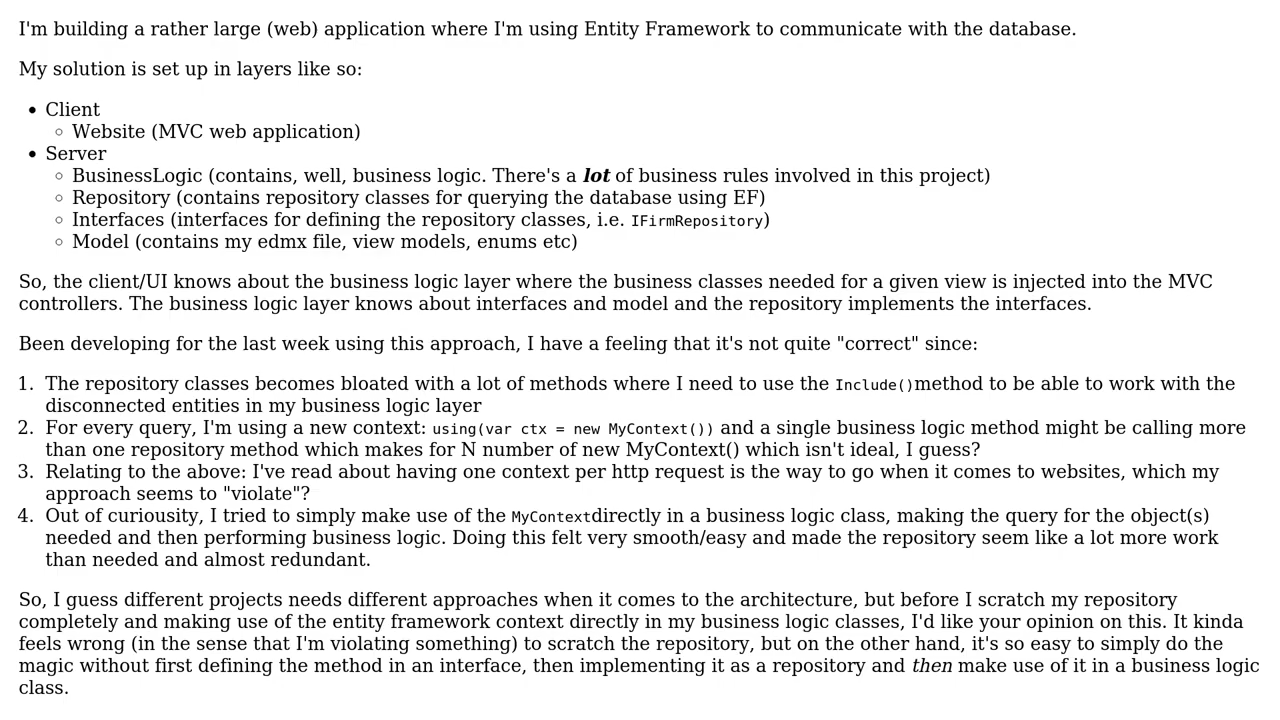 I'm building a rather large (web) application where I'm using Entity Framework to communicate with the database.
My solution is set up in layers like so:
• Client
◦ Website (MVC web application)
• Server
◦ BusinessLogic (contains, well, business logic. There's a lot of business rules involved in this project)
◦ Repository (contains repository classes for querying the database using EF)
◦ Interfaces (interfaces for defining the repository classes, i.e. IFirmRepository)
◦ Model (contains my edmx file, view models, enums etc)
So, the client/UI knows about the business logic layer where the business classes needed for a given view is injected into the MVC
controllers. The business logic layer knows about interfaces and model and the repository implements the interfaces.
Been developing for the last week using this approach, I have a feeling that it's not quite "correct" since:
1. The repository classes becomes bloated with a lot of methods where I need to use the Include()method to be able to work with the
disconnected entities in my business logic layer
2. For every query, I'm using a new context: using(var ctx = new MyContext()) and a single business logic method might be calling more
than one repository method which makes for N number of new MyContext() which isn't ideal, I guess?
3. Relating to the above: I've read about having one context per http request is the way to go when it comes to websites, which my
approach seems to "violate"?
4. Out of curiousity, I tried to simply make use of the MyContextdirectly in a business logic class, making the query for the object(s)
needed and then performing business logic. Doing this felt very smooth/easy and made the repository seem like a lot more work
than needed and almost redundant.
So, I guess different projects needs different approaches when it comes to the architecture, but before I scratch my repository
completely and making use of the entity framework context directly in my business logic classes, I'd like your opinion on this. It kinda
feels wrong (in the sense that I'm violating something) to scratch the repository, but on the other hand, it's so easy to simply do the
magic without first defining the method in an interface, then implementing it as a repository and then make use of it in a business logic
class.